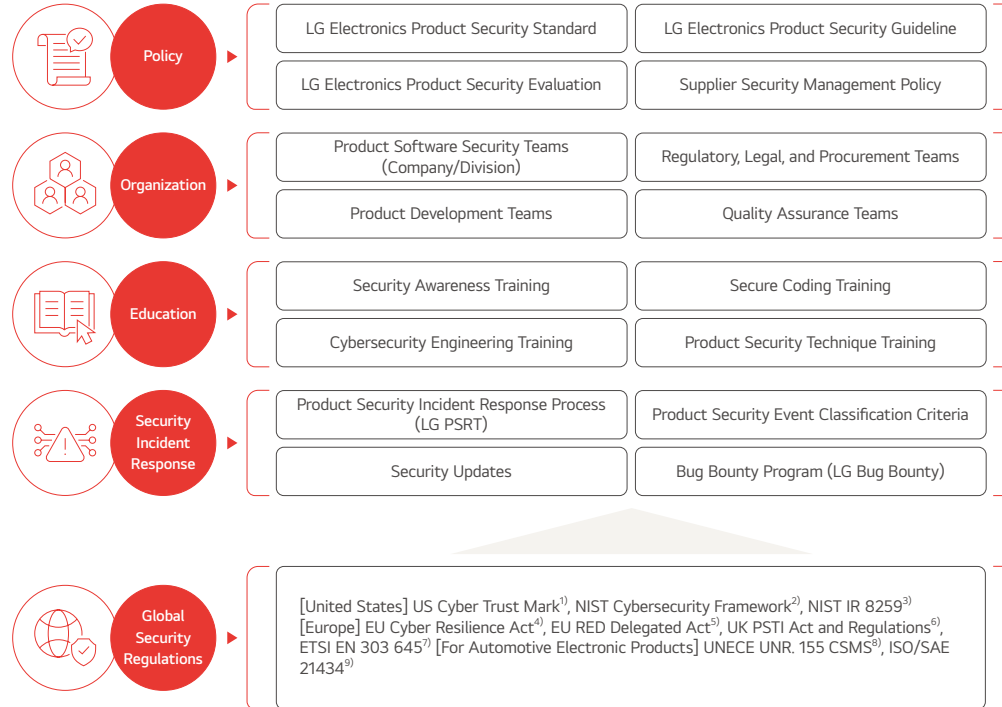 Policy
LG Electronics Product Security Standard
LG Electronics Product Security Guideline
LG Electronics Product Security Evaluation
Supplier Security Management Policy
Organization
Product Software Security Teams
(Company/Division)
Regulatory, Legal, and Procurement Teams
Product Development Teams
Quality Assurance Teams
Education
Security Awareness Training
Secure Coding Training
Cybersecurity Engineering Training
Product Security Technique Training
Security
Incident
Response
Product Security Incident Response Process
(LG PSRT)
Product Security Event Classification Criteria
Security Updates
Bug Bounty Program (LG Bug Bounty)
Global
Security
Regulations
[United States] US Cyber Trust Mark1), NIST Cybersecurity Framework2), NIST IR 82593)
[Europe] EU Cyber Resilience Act4), EU RED Delegated Act5), UK PSTI Act and Regulations6),
ETSI EN 303 6457) [For Automotive Electronic Products] UNECE UNR. 155 CSMS8), ISO/SAE
214349)